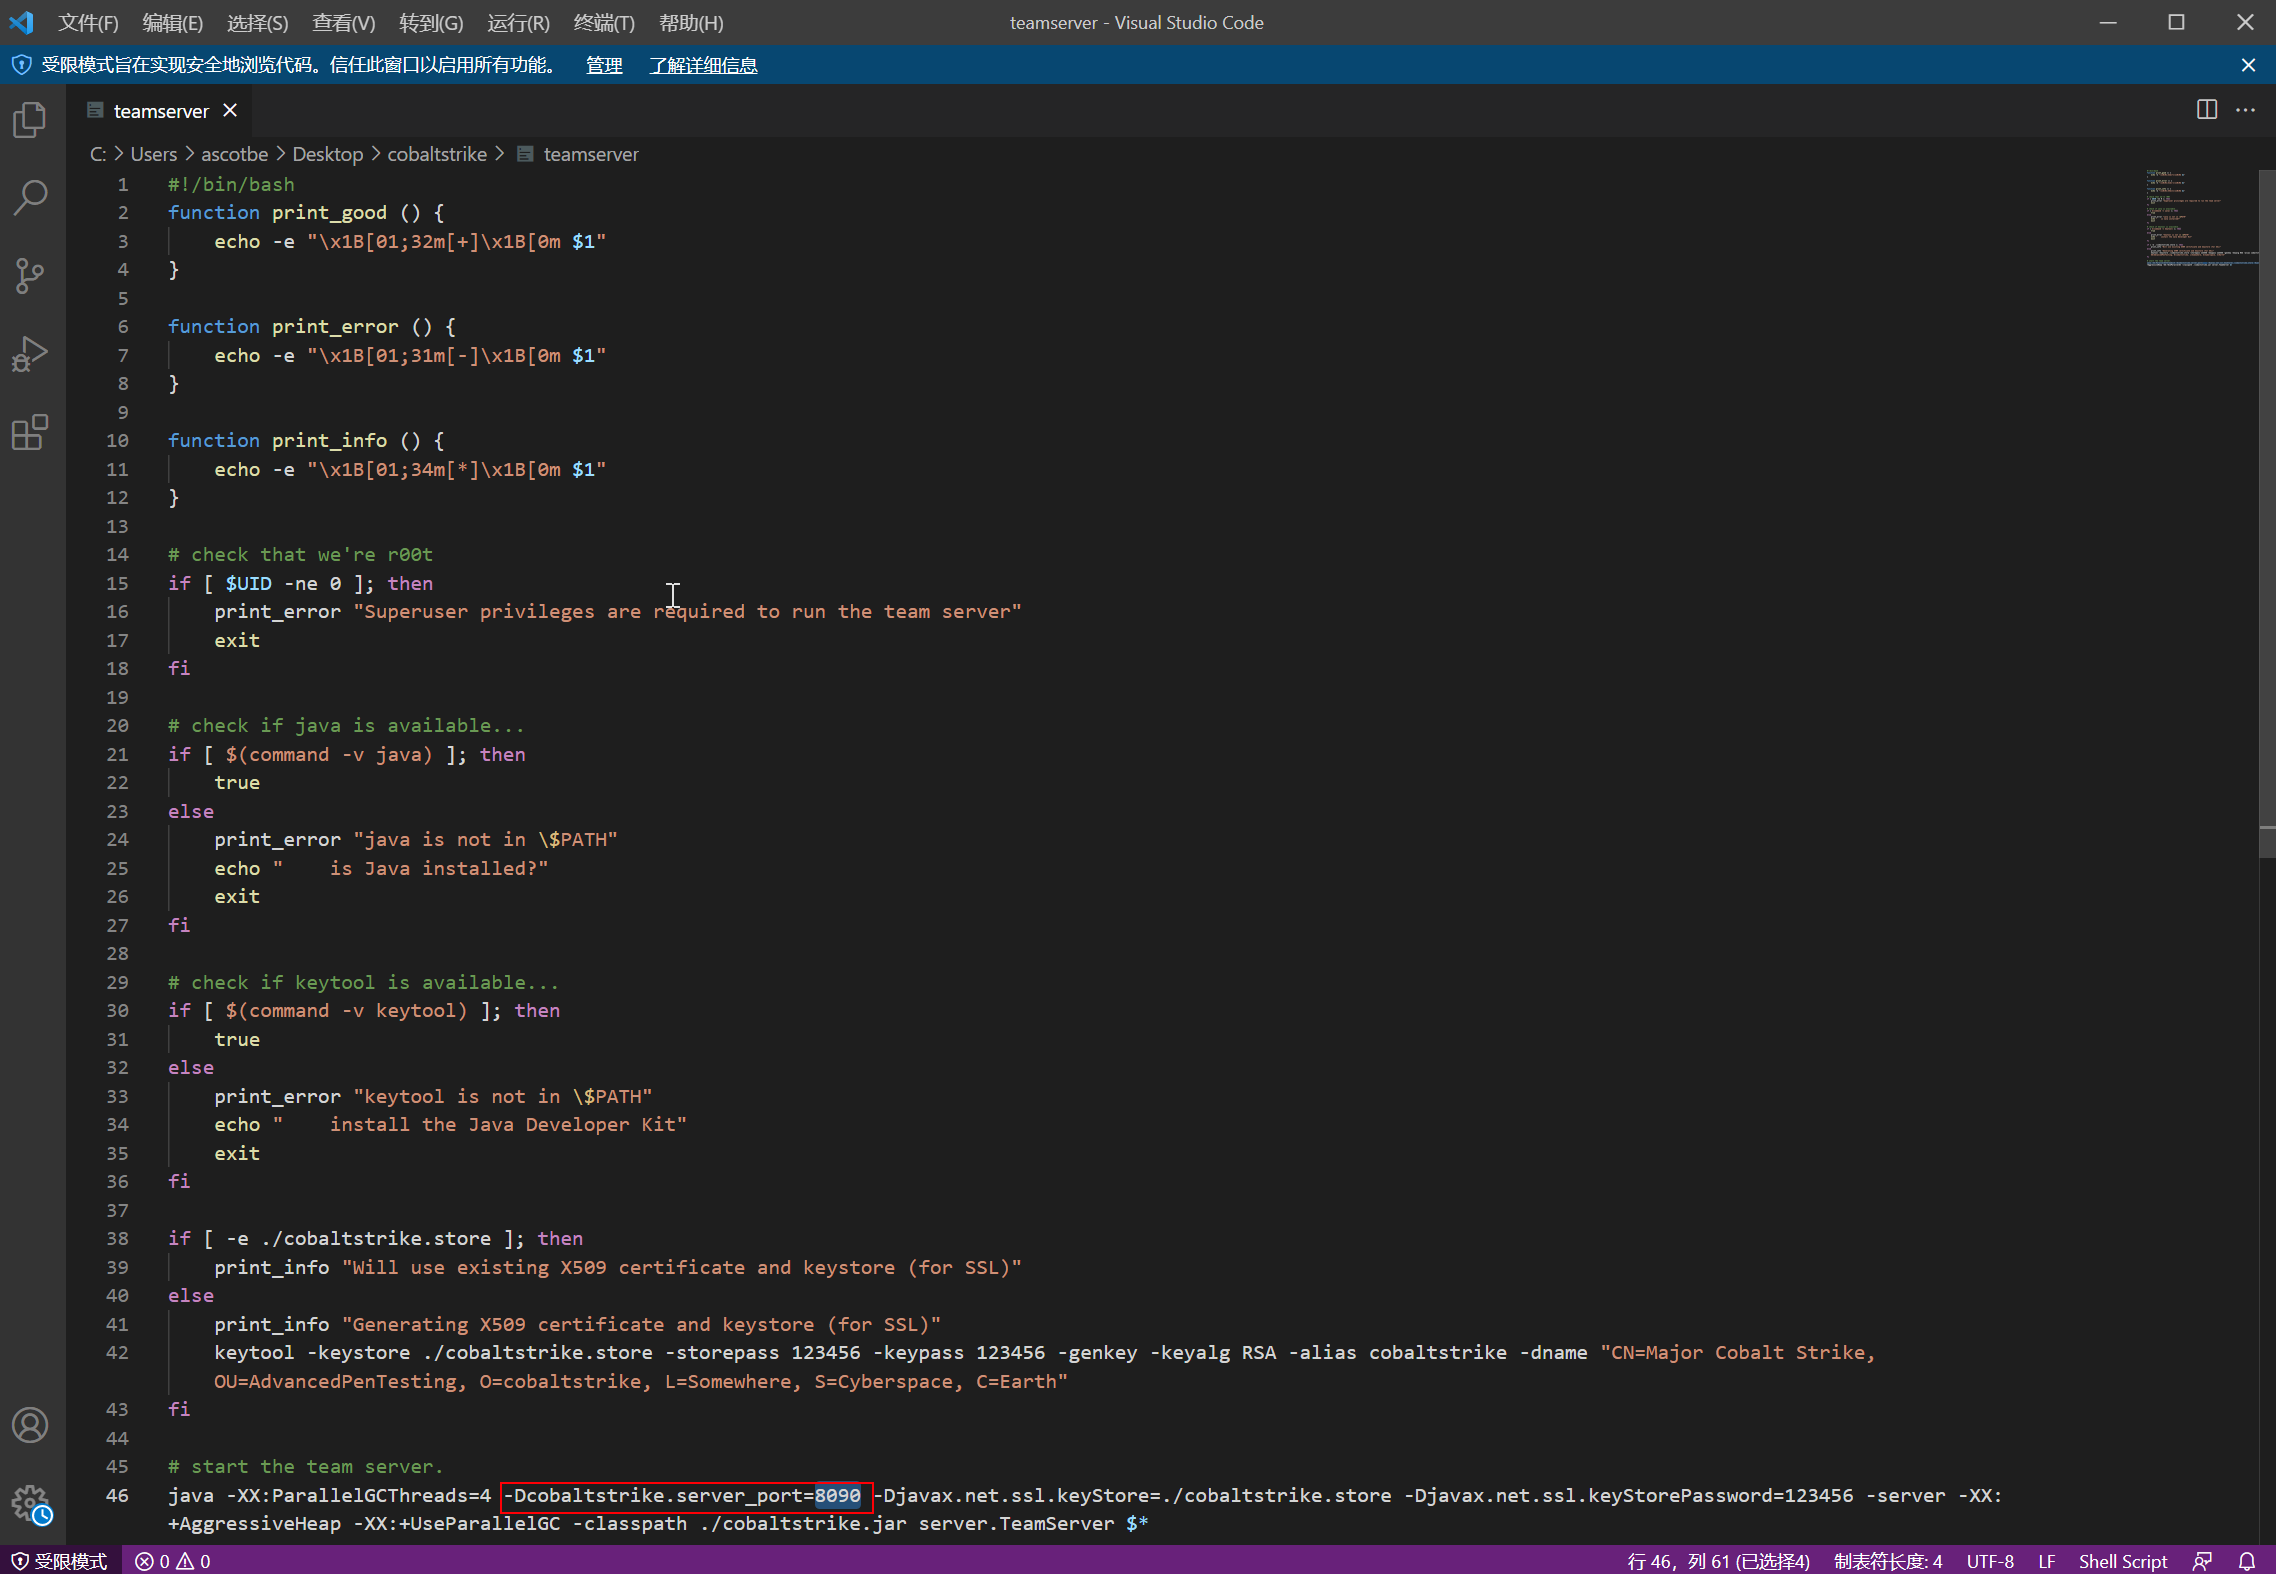 文件(F) 编辑(E) 选择(S) 查看(V) 转到(G) 运行(R) 终端(T) 帮助(H) teamserver - Visual Studio Code
受限模式旨在实现安全地浏览代码。信任此窗口以启用所有功能。 管理 了解详细信息
teamserver
C: > Users > ascotbe > Desktop > cobaltstrike > teamserver
1 #!/bin/bash
2 function print_good () {
3     echo -e "\x1B[01;32m[+]\x1B[0m $1"
4 }
5
6 function print_error () {
7     echo -e "\x1B[01;31m[-]\x1B[0m $1"
8 }
9
10 function print_info () {
11     echo -e "\x1B[01;34m[*]\x1B[0m $1"
12 }
13
14 # check that we're r00t
15 if [ $UID -ne 0 ]; then
16     print_error "Superuser privileges are required to run the team server"
17     exit
18 fi
19
20 # check if java is available...
21 if [ $(command -v java) ]; then
22     true
23 else
24     print_error "java is not in \$PATH"
25     echo "    is Java installed?"
26     exit
27 fi
28
29 # check if keytool is available...
30 if [ $(command -v keytool) ]; then
31     true
32 else
33     print_error "keytool is not in \$PATH"
34     echo "    install the Java Developer Kit"
35     exit
36 fi
37
38 if [ -e ./cobaltstrike.store ]; then
39     print_info "Will use existing X509 certificate and keystore (for SSL)"
40 else
41     print_info "Generating X509 certificate and keystore (for SSL)"
42     keytool -keystore ./cobaltstrike.store -storepass 123456 -keypass 123456 -genkey -keyalg RSA -alias cobaltstrike -dname "CN=Major Cobalt Strike,
OU=AdvancedPenTesting, O=cobaltstrike, L=Somewhere, S=Cyberspace, C=Earth"
43 fi
44
45 # start the team server.
46 java -XX:ParallelGCThreads=4 -Dcobaltstrike.server_port=8090 -Djavax.net.ssl.keyStore=./cobaltstrike.store -Djavax.net.ssl.keyStorePassword=123456 -server -XX:
+AggressiveHeap -XX:+UseParallelGC -classpath ./cobaltstrike.jar server.TeamServer $*
受限模式 0 0 行 46，列 61 (已选择4) 制表符长度: 4 UTF-8 LF Shell Script